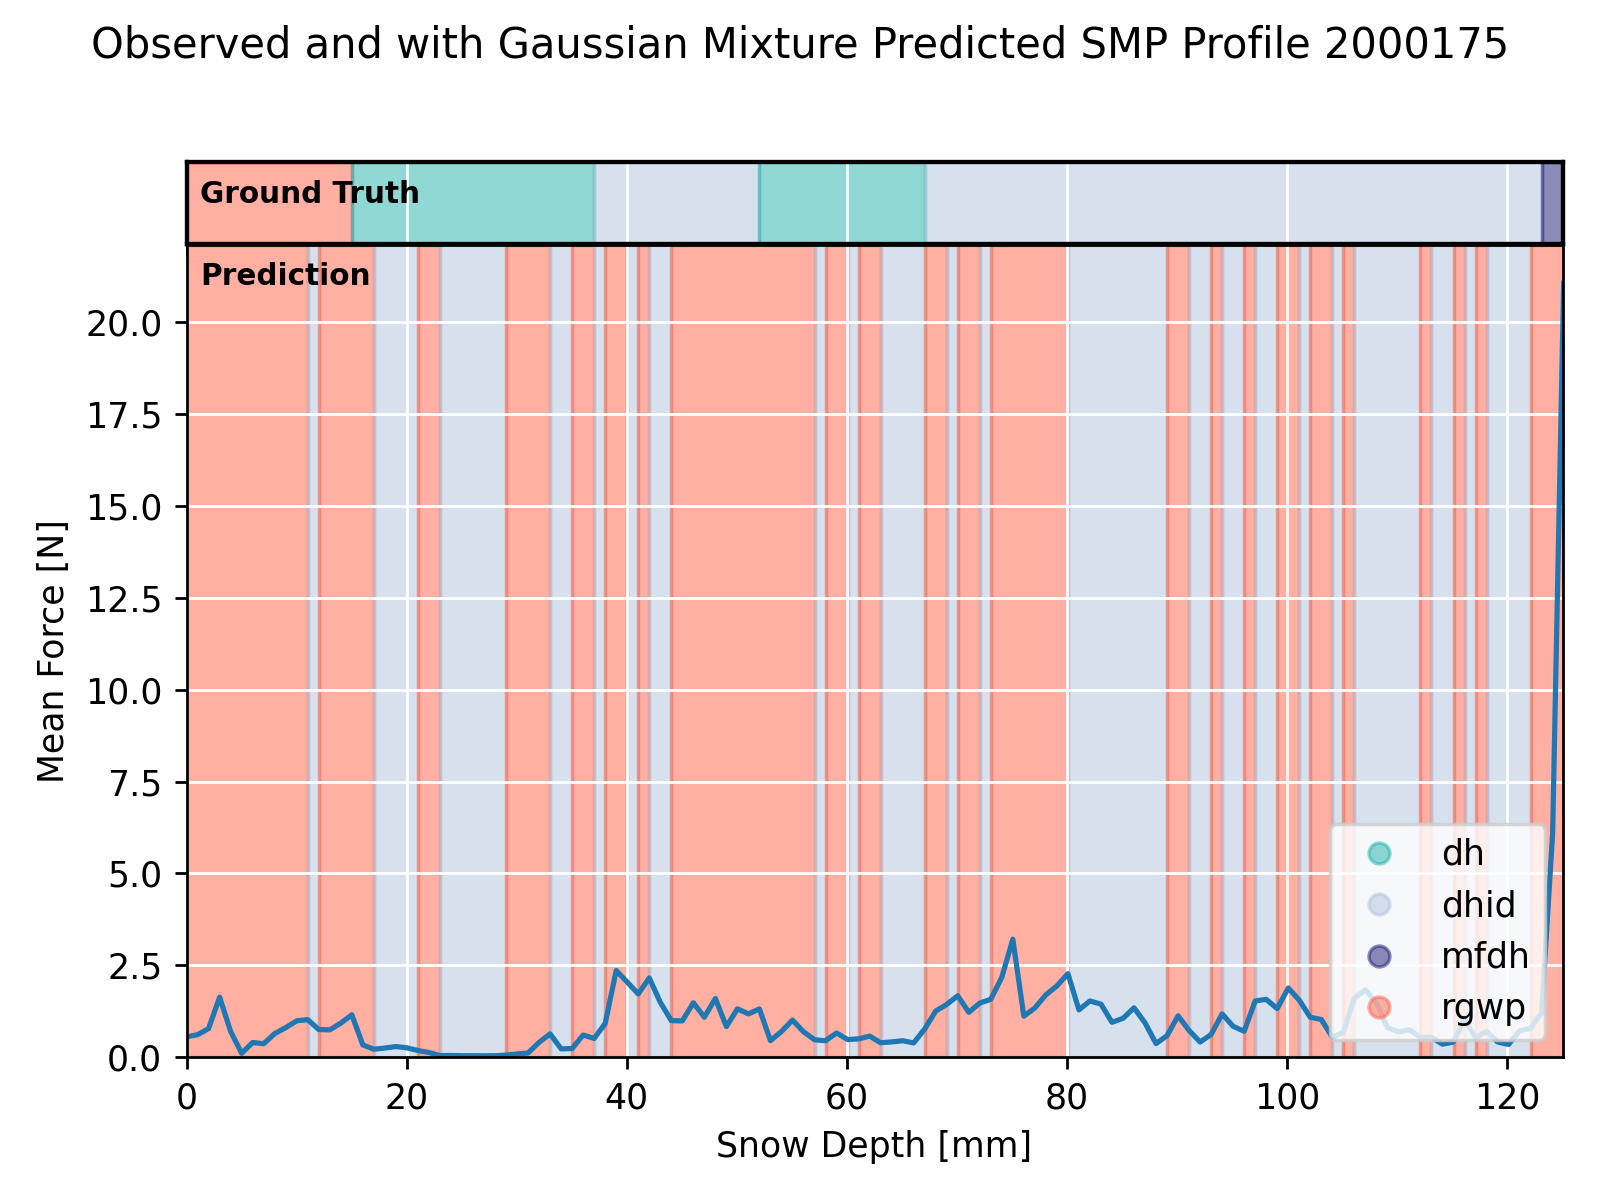 Observed and with Gaussian Mixture Predicted SMP Profile 2000175
Ground Truth
Prediction
20.0
17.5
15.0
12.5
10.0
7.5
5.0
2.5
0.0
Mean Force [N]
dh
dhid
mfdh
rgwp
0 20 40 60 80 100 120
Snow Depth [mm]